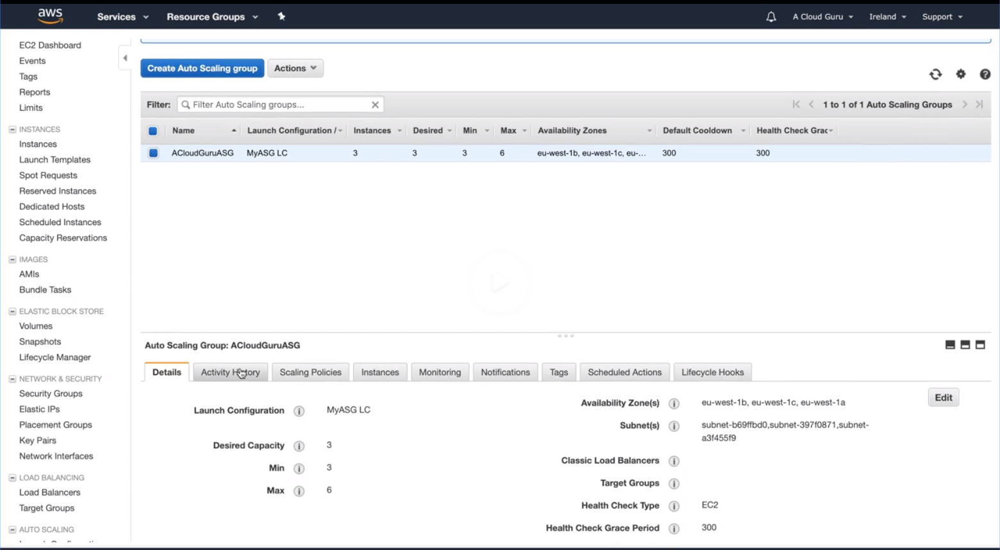 aws Services Resource Groups A Cloud Guru Ireland Support
EC2 Dashboard
Events
Tags
Reports
Limits
INSTANCES
Instances
Launch Templates
Spot Requests
Reserved Instances
Dedicated Hosts
Scheduled Instances
Capacity Reservations
IMAGES
AMIs
Bundle Tasks
ELASTIC BLOCK STORE
Volumes
Snapshots
Lifecycle Manager
NETWORK & SECURITY
Security Groups
Elastic IPs
Placement Groups
Key Pairs
Network Interfaces
LOAD BALANCING
Load Balancers
Target Groups
AUTO SCALING
Create Auto Scaling group Actions
Filter: Filter Auto Scaling groups... 1 to 1 of 1 Auto Scaling Groups
Name Launch Configuration / Instances Desired Min Max Availability Zones Default Cooldown Health Check Grac
ACloudGuruASG MyASG LC 3 3 3 6 eu-west-1b, eu-west-1c, eu-... 300 300
Auto Scaling Group: ACloudGuruASG
Details Activity History Scaling Policies Instances Monitoring Notifications Tags Scheduled Actions Lifecycle Hooks
Edit
Launch Configuration MyASG LC
Desired Capacity 3
Min 3
Max 6
Availability Zone(s) eu-west-1b, eu-west-1c, eu-west-1a
Subnet(s) subnet-b69ffbd0,subnet-397f0871,subnet-
a3f455f9
Classic Load Balancers
Target Groups
Health Check Type EC2
Health Check Grace Period 300